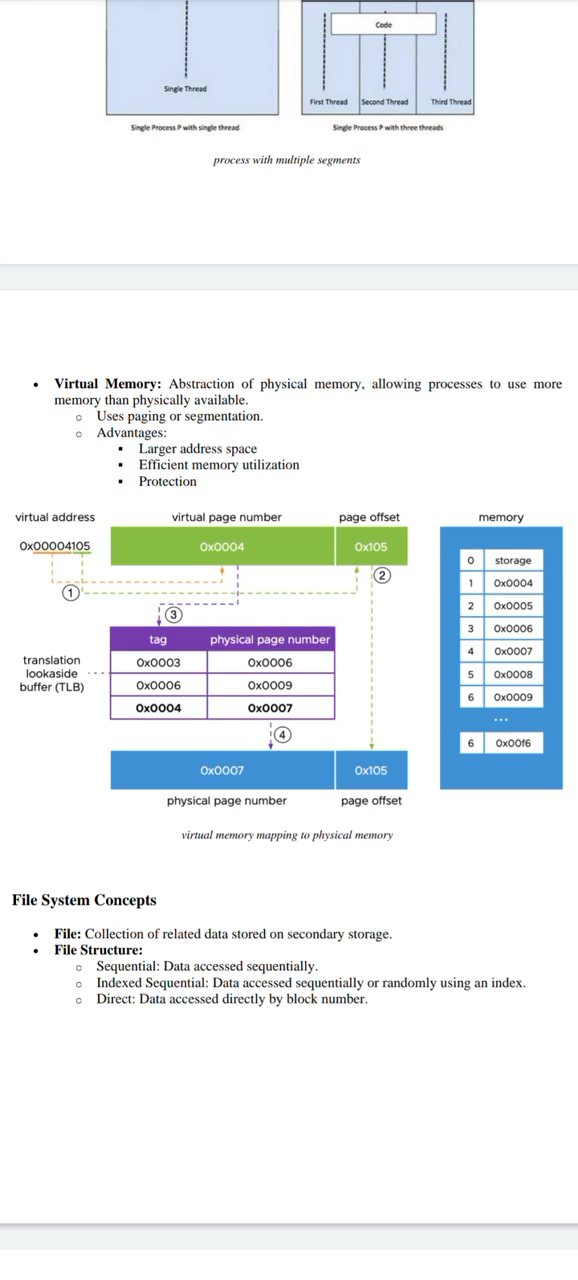 Code
Single Thread
First Thread Second Thread Third Thread
Single Process P with single thread
Single Process P with three threads
process with multiple segments
• Virtual Memory: Abstraction of physical memory, allowing processes to use more
memory than physically available.
o Uses paging or segmentation.
o Advantages:
▪ Larger address space
▪ Efficient memory utilization
▪ Protection
virtual address virtual page number page offset memory
0x00004105 0x0004 0x105
0 storage
1 0x0004
2 0x0005
3 0x0006
4 0x0007
5 0x0008
6 0x0009
...
6 0x00f6
1
2
3
tag physical page number
translation
lookaside
buffer (TLB)
0x0003 0x0006
0x0006 0x0009
0x0004 0x0007
4
0x0007 0x105
physical page number page offset
virtual memory mapping to physical memory
File System Concepts
• File: Collection of related data stored on secondary storage.
• File Structure:
o Sequential: Data accessed sequentially.
o Indexed Sequential: Data accessed sequentially or randomly using an index.
o Direct: Data accessed directly by block number.